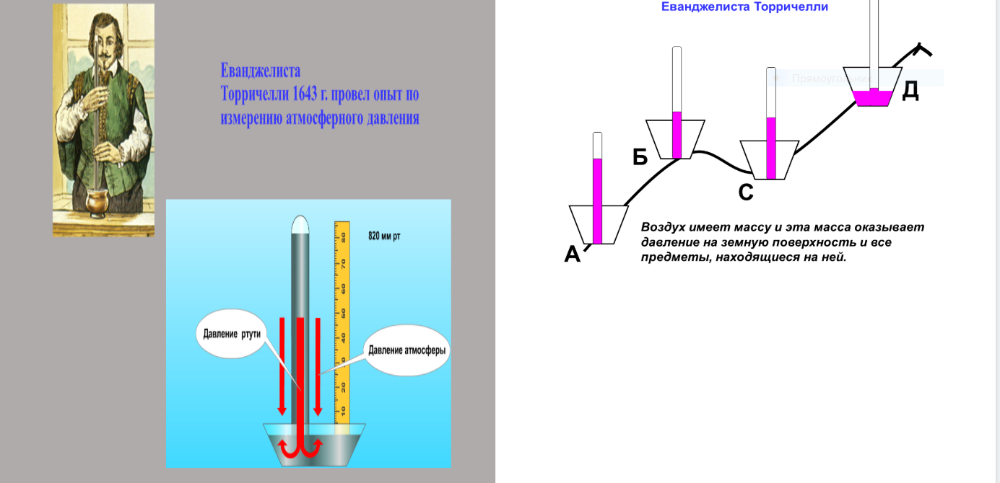 Еванджелиста
Торричелли 1643 г. провел опыт по
измерению атмосферного давления
820 мм рт
80
70
60
50
40
20
10
Давление ртути
Давление атмосферы
Еванджелиста Торричелли
Прямоугольник
Д
Б
С
А
Воздух имеет массу и эта масса оказывает
давление на земную поверхность и все
предметы, находящиеся на ней.